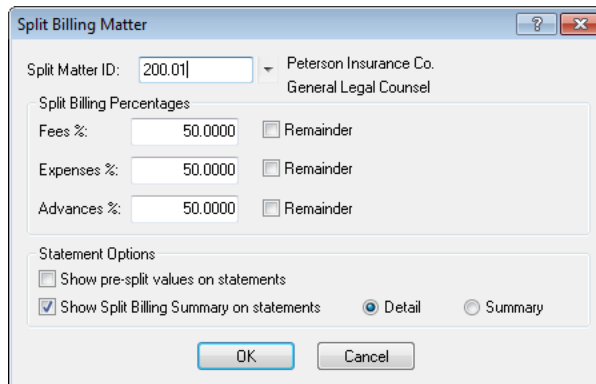 Split Billing Matter
Split Matter ID: 200.01 Peterson Insurance Co.
General Legal Counsel
Split Billing Percentages
Fees %: 50.0000 Remainder
Expenses %: 50.0000 Remainder
Advances %: 50.0000 Remainder
Statement Options
Show pre-split values on statements
Show Split Billing Summary on statements Detail Summary
OK Cancel